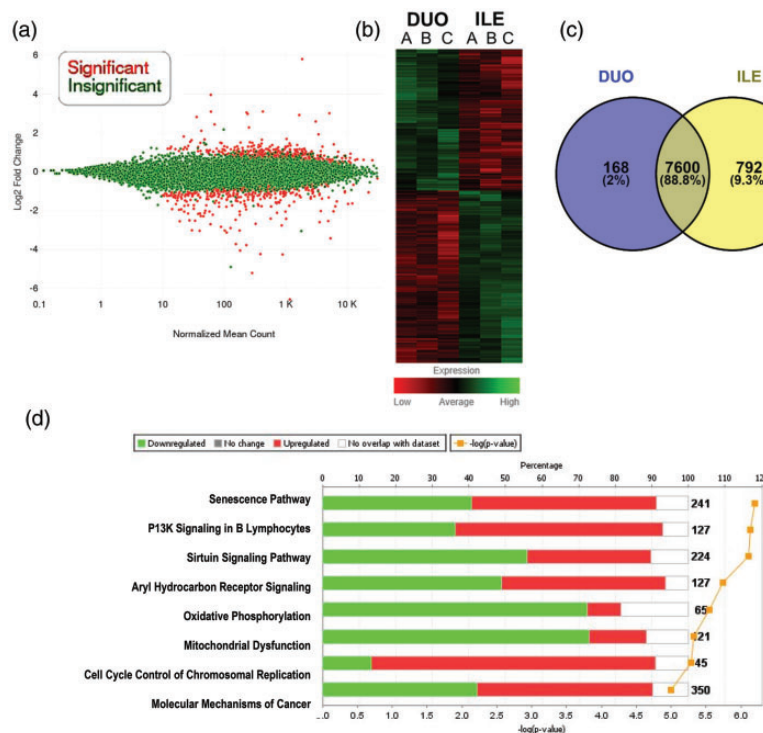 (a)
6
4
2
0
-2
-4
-6
Log2 Fold Change
Significant
Insignificant
0.1
1
10
100
1 K
10 K
Normalized Mean Count
(b)
DUO ILE
A B C A B C
Expression
Low Average High
(c)
DUO
ILE
168
(2%)
7600
(88.8%)
792
(9.3%
(d)
Downregulated No change Upregulated No overlap with dataset -log(p-value)
Percentage
0 10 20 30 40 50 60 70 80 90 100 110 12
Senescence Pathway 241
P13K Signaling in B Lymphocytes 127
Sirtuin Signaling Pathway 224
Aryl Hydrocarbon Receptor Signaling 127
Oxidative Phosphorylation 65
Mitochondrial Dysfunction 121
Cell Cycle Control of Chromosomal Replication 45
Molecular Mechanisms of Cancer 350
0.5 1.0 1.5 2.0 2.5 3.0 3.5 4.0 4.5 5.0 5.5 6.0
-log(p-value)